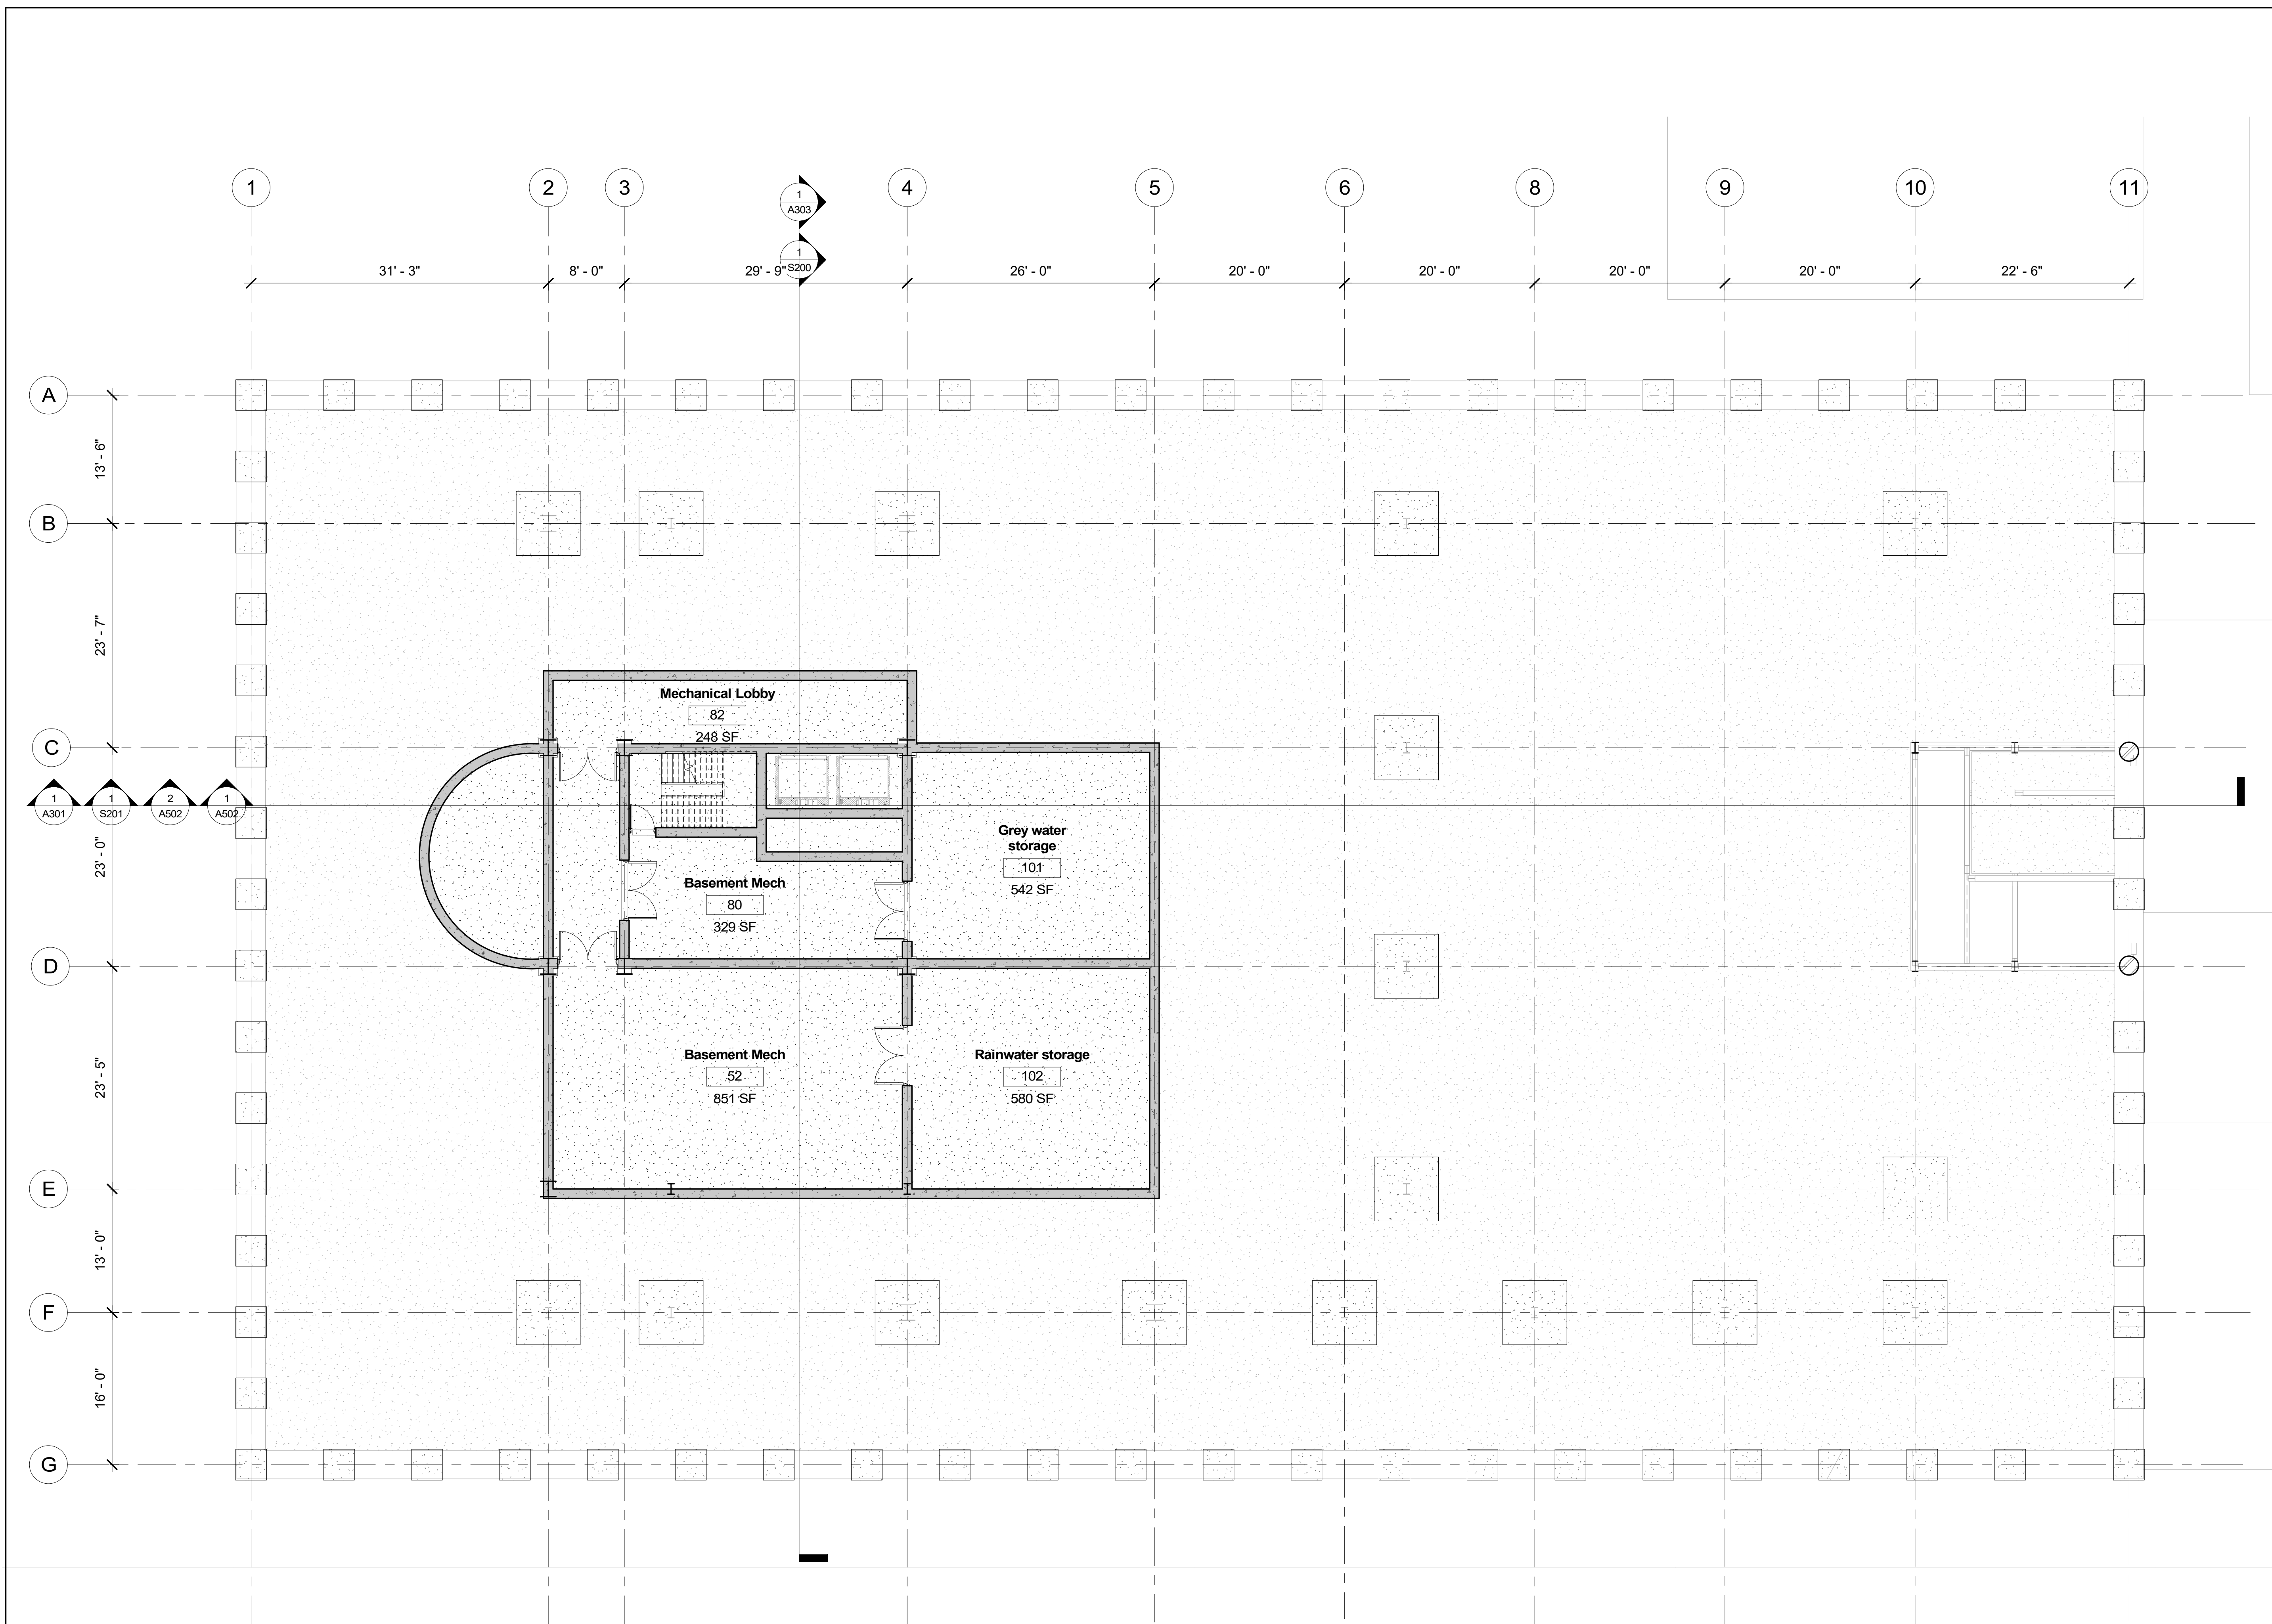 1
2
3
4
5
6
8
9
10
11
1
A303
1
S200
31' - 3"
8' - 0"
29' - 9"
26' - 0"
20' - 0"
20' - 0"
20' - 0"
20' - 0"
22' - 6"
A
13' - 6"
B
23' - 7"
C
1
A301
1
S201
2
A502
1
A502
23' - 0"
D
23' - 5"
E
13' - 0"
F
16' - 0"
G
Mechanical Lobby
82
248 SF
Grey water
storage
101
542 SF
Basement Mech
80
329 SF
Basement Mech
52
851 SF
Rainwater storage
102
580 SF